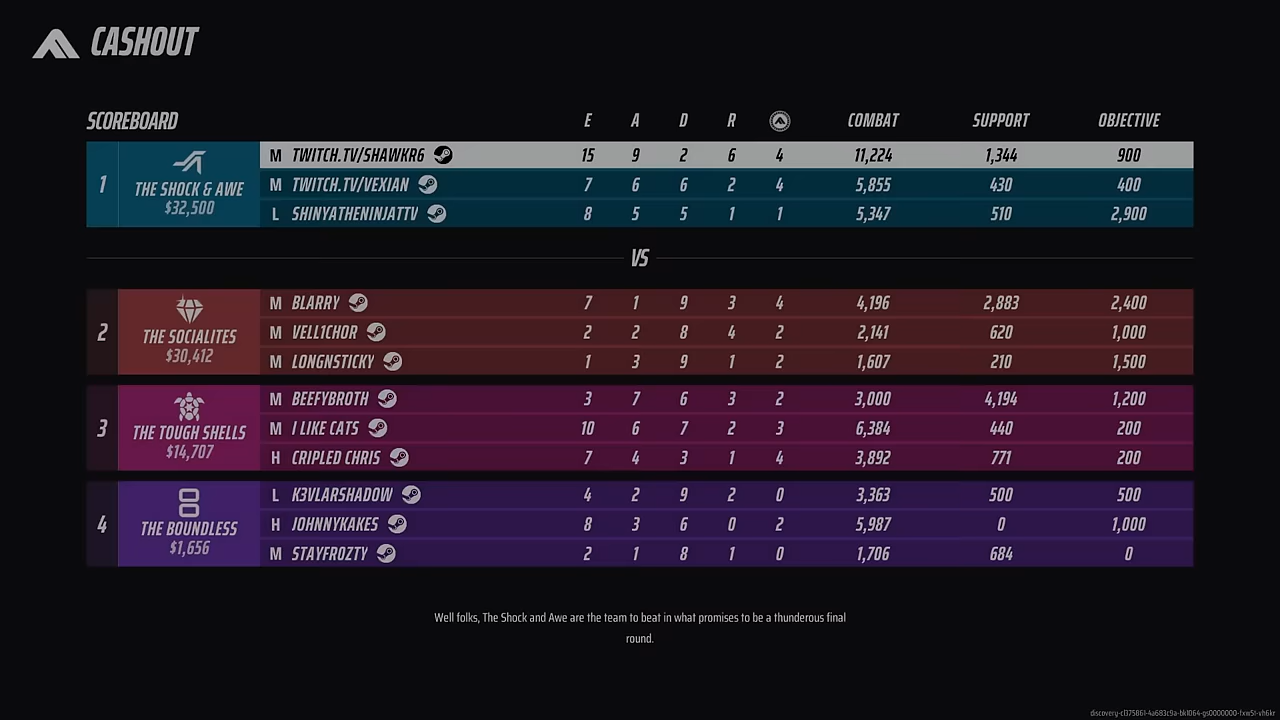 CASHOUT
SCOREBOARD E A D R COMBAT SUPPORT OBJECTIVE
1 THE SHOCK & AWE $32,500
M TWITCH.TV/SHAWKR6 15 9 2 6 4 11,224 1,344 900
M TWITCH.TV/VEXIAN 7 6 6 2 4 5,855 430 400
L SHINYATHENINJATTV 8 5 5 1 1 5,347 510 2,900
VS
2 THE SOCIALITES $30,412
M BLARRY 7 1 9 3 4 4,196 2,883 2,400
M VELL1CHOR 2 2 8 4 2 2,141 620 1,000
M LONGNSTICKY 1 3 9 1 2 1,607 210 1,500
3 THE TOUGH SHELLS $14,707
M BEEFYBROTH 3 7 6 3 2 3,000 4,194 1,200
M I LIKE CATS 10 6 7 2 3 6,384 440 200
H CRIPLED CHRIS 7 4 3 1 4 3,892 771 200
4 THE BOUNDLESS $1,656
L K3VLARSHADOW 4 2 9 2 0 3,363 500 500
H JOHNNYKAKES 8 3 6 0 2 5,987 0 1,000
M STAYFROZTY 2 1 8 1 0 1,706 684 0
Well folks, The Shock and Awe are the team to beat in what promises to be a thunderous final
round.